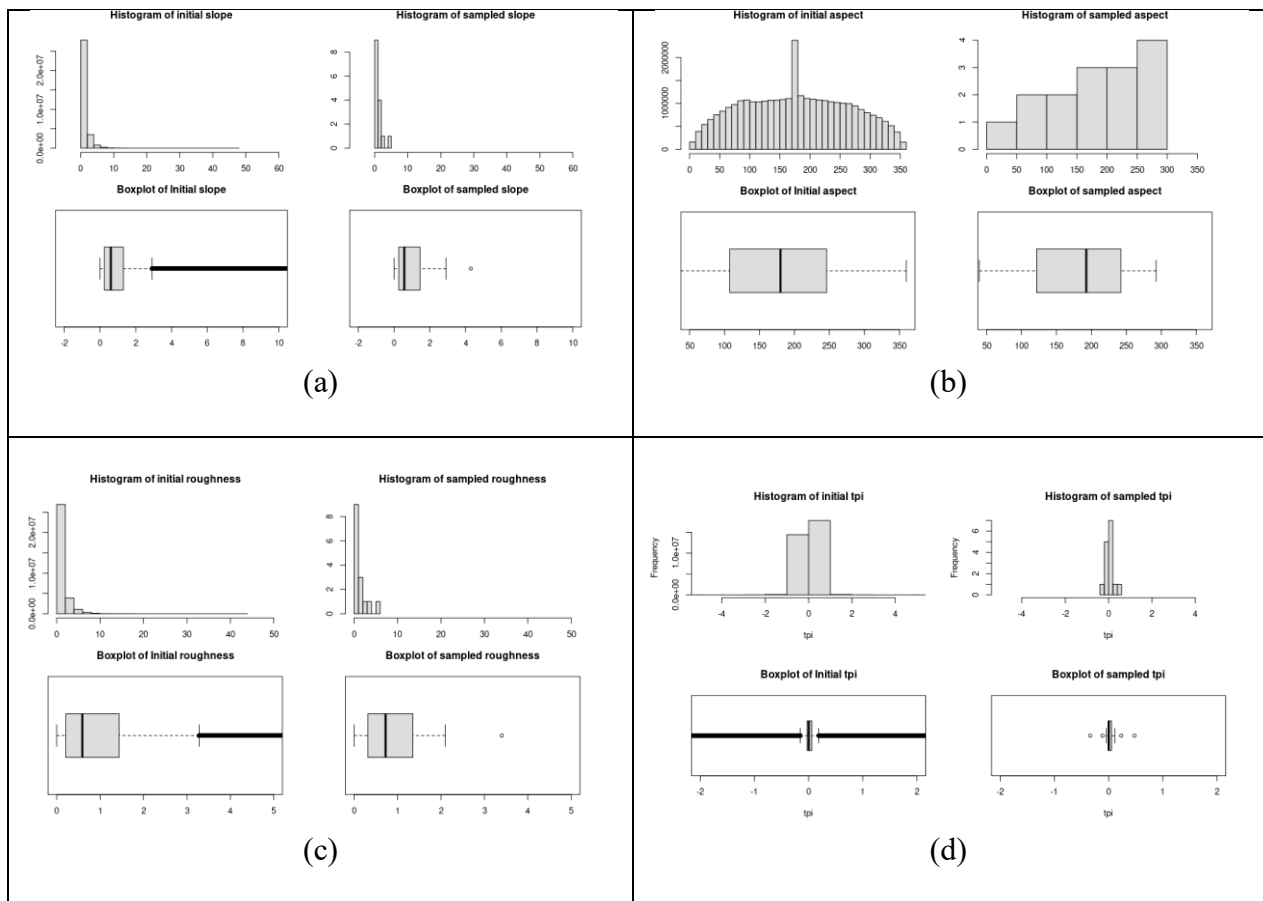 Histogram of initial slope
Histogram of sampled slope
0.0e+00 1.0e+07 2.0e+07
0 2 4 6 8
0 10 20 30 40 50 60
0 10 20 30 40 50 60
Boxplot of Initial slope
Boxplot of sampled slope
-2 0 2 4 6 8 10
-2 0 2 4 6 8 10
(a)
Histogram of initial aspect
Histogram of sampled aspect
0 1000000 2000000
0 1 2 3 4
0 50 100 150 200 250 300 350
0 50 100 150 200 250 300 350
Boxplot of Initial aspect
Boxplot of sampled aspect
50 100 150 200 250 300 350
50 100 150 200 250 300 350
(b)
Histogram of initial roughness
Histogram of sampled roughness
0.0e+00 1.0e+07 2.0e+07
0 2 4 6 8
0 10 20 30 40 50
0 10 20 30 40 50
Boxplot of Initial roughness
Boxplot of sampled roughness
0 1 2 3 4 5
0 1 2 3 4 5
(c)
Histogram of initial tpi
Histogram of sampled tpi
Frequency
0.0e+00 1.0e+07
Frequency
0 2 4 6
-4 -2 0 2 4
-4 -2 0 2 4
tpi
tpi
Boxplot of Initial tpi
Boxplot of sampled tpi
-2 -1 0 1 2
-2 -1 0 1 2
tpi
tpi
(d)